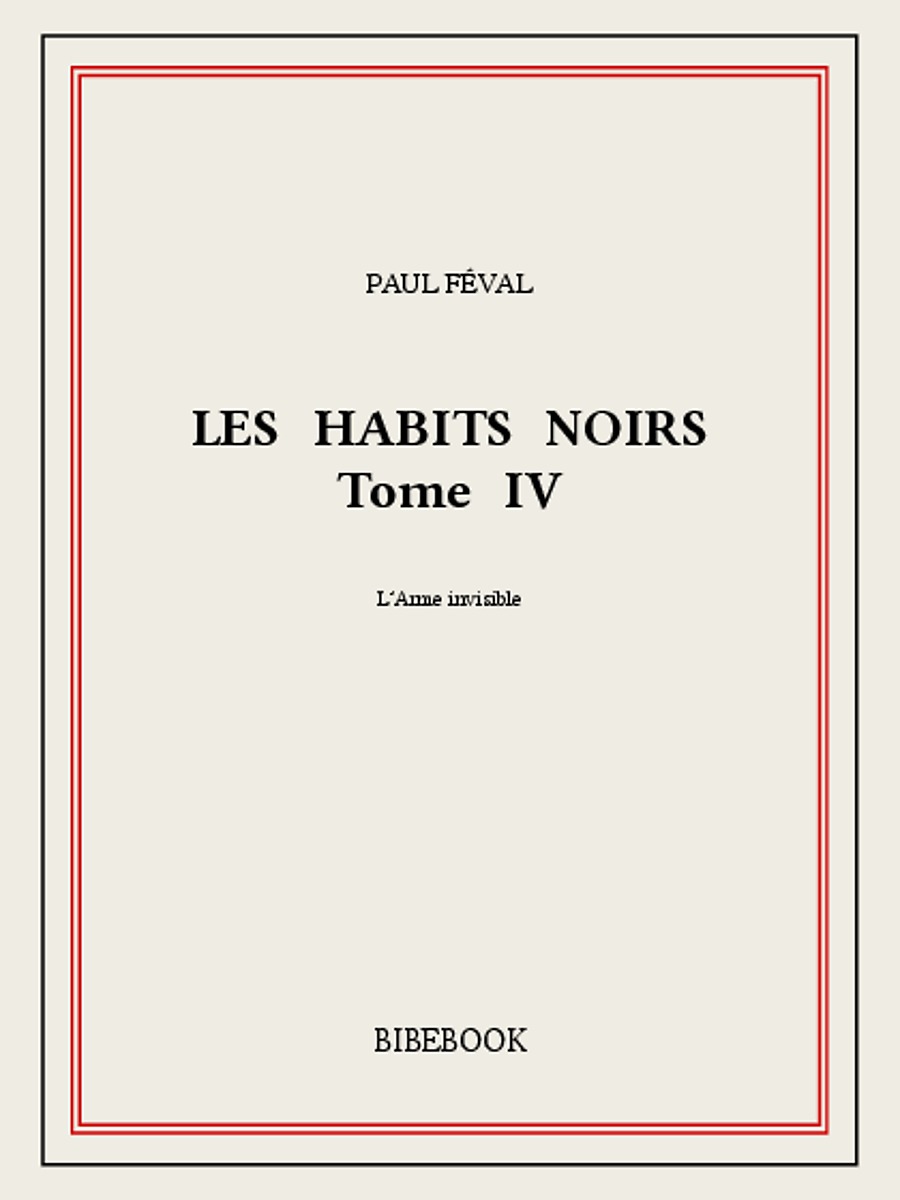 PAUL FÉVAL
LES HABITS NOIRS
Tome IV
L'Arme invisible
BIBEBOOK